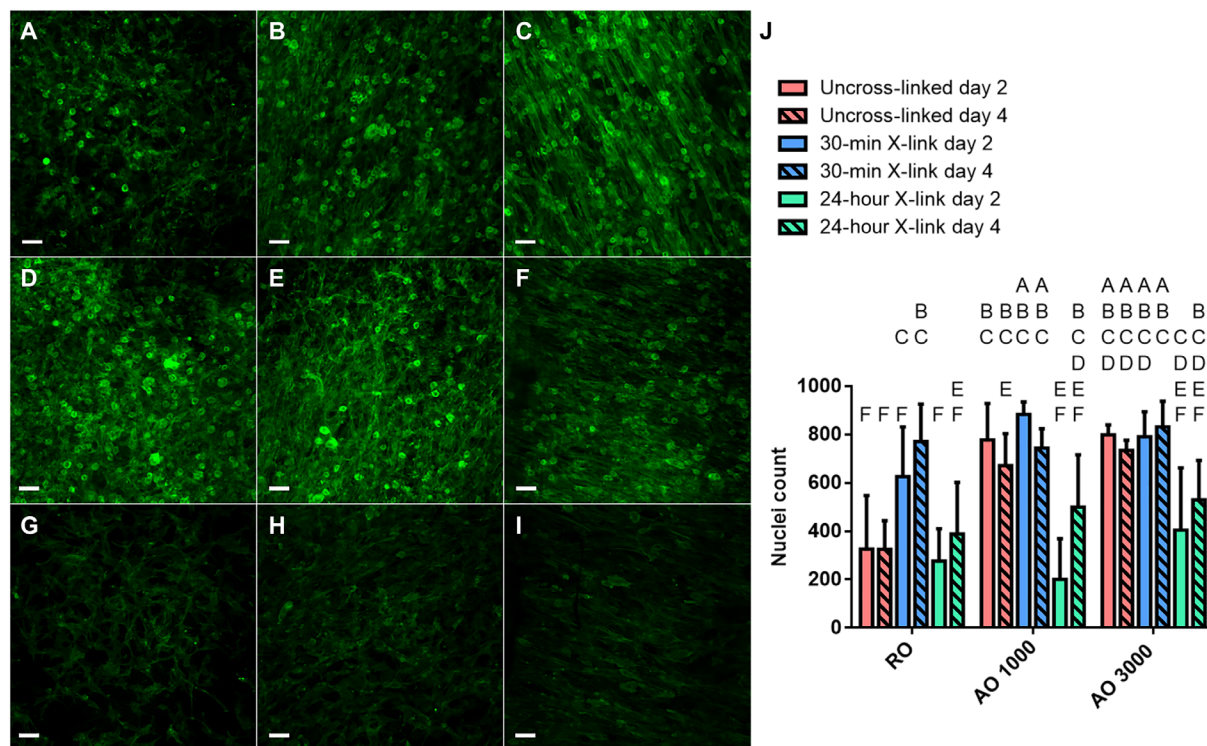 A
B
C
D
E
F
G
H
I
J
Uncross-linked day 2
Uncross-linked day 4
30-min X-link day 2
30-min X-link day 4
24-hour X-link day 2
24-hour X-link day 4
A A A A A A
B B B B B B B B B B B
C C C C C C C C C C C C C
D D D D D D
E E E E E E
F F F F F F F F F
Nuclei count
1000
800
600
400
200
0
RO
AO 1000
AO 3000